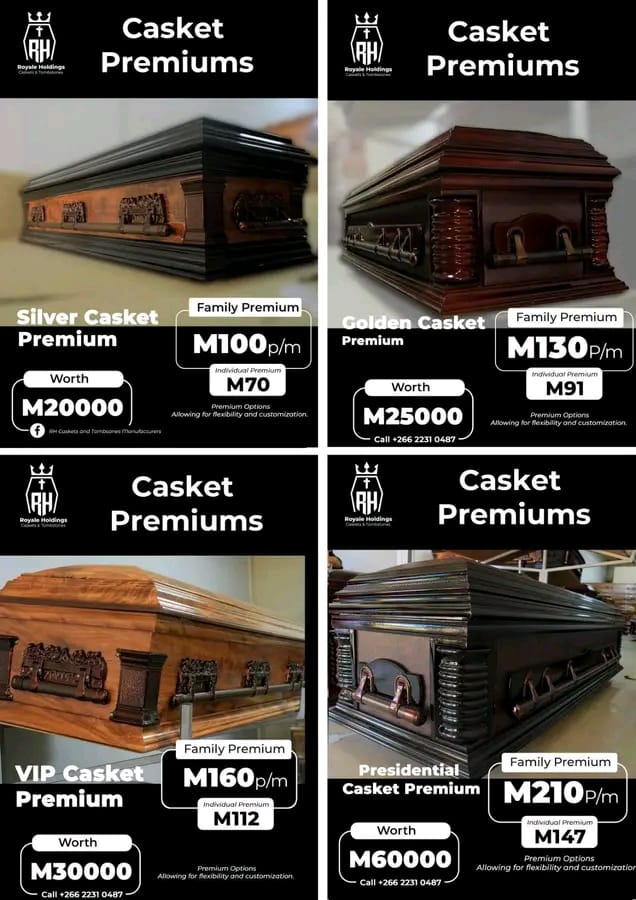 RH
Royale Holdings
Caskets & Tombstones
Casket
Premiums
Silver Casket
Premium
Family Premium
M100p/m
Individual Premium
M70
Worth
M20000
Premium Options
Allowing for flexibility and customization.
RH Caskets and Tombsones Manufacturers
RH
Royale Holdings
Caskets & Tombstones
Casket
Premiums
Golden Casket
Premium
Family Premium
M130P/m
Individual Premium
M91
Worth
M25000
Call +266 2231 0487
Premium Options
Allowing for flexibility and customization.
RH
Royale Holdings
Caskets & Tombstones
Casket
Premiums
VIP Casket
Premium
Family Premium
M160p/m
Individual Premium
M112
Worth
M30000
Call +266 2231 0487
Premium Options
Allowing for flexibility and customization.
RH
Royale Holdings
Caskets & Tombstones
Casket
Premiums
Presidential
Casket Premium
Family Premium
M210P/m
Individual Premium
M147
Worth
M60000
Call +266 2231 0487
Premium Options
Allowing for flexibility and customization